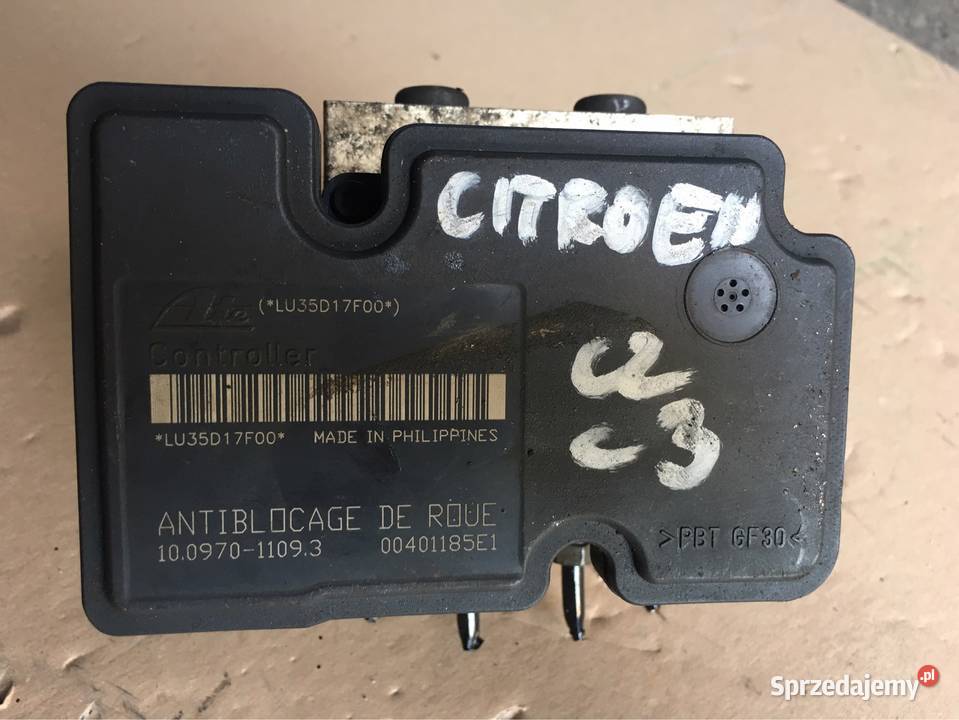 CITROEN
Ate (*LU35D17F00*)
C2
Controller
C3
*LU35D17F00* MADE IN PHILIPPINES
ANTIBLOCAGE DE ROUE
10.0970-1109.3 00401185E1
>PBT GF30<
Sprzedajemy.pl